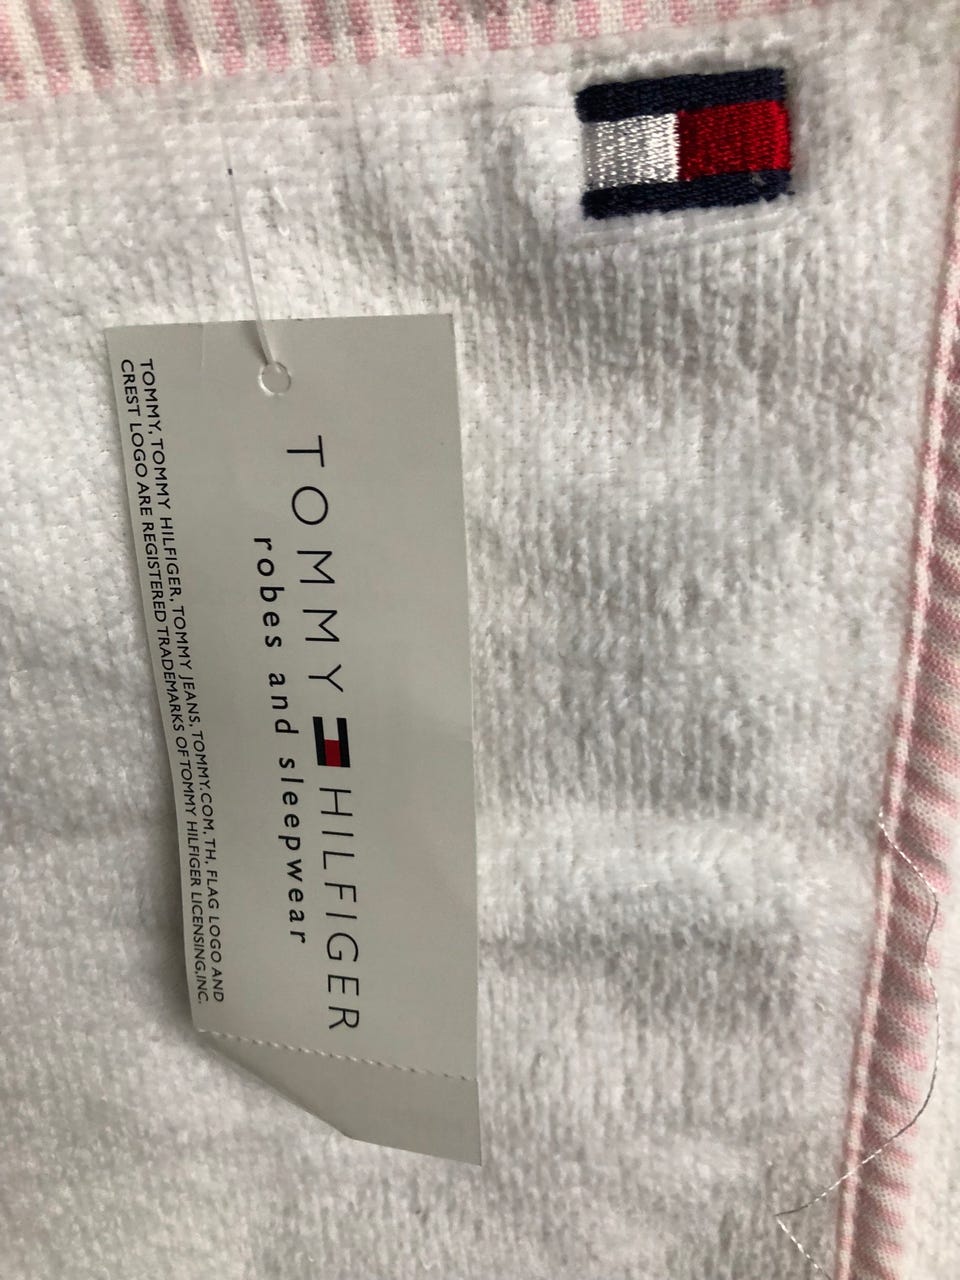 TOMMY HILFIGER
robes and sleepwear
TOMMY, TOMMY HILFIGER, TOMMY JEANS, TOMMY.COM, TH, FLAG LOGO AND
CREST LOGO ARE REGISTERED TRADEMARKS OF TOMMY HILFIGER LICENSING,INC.